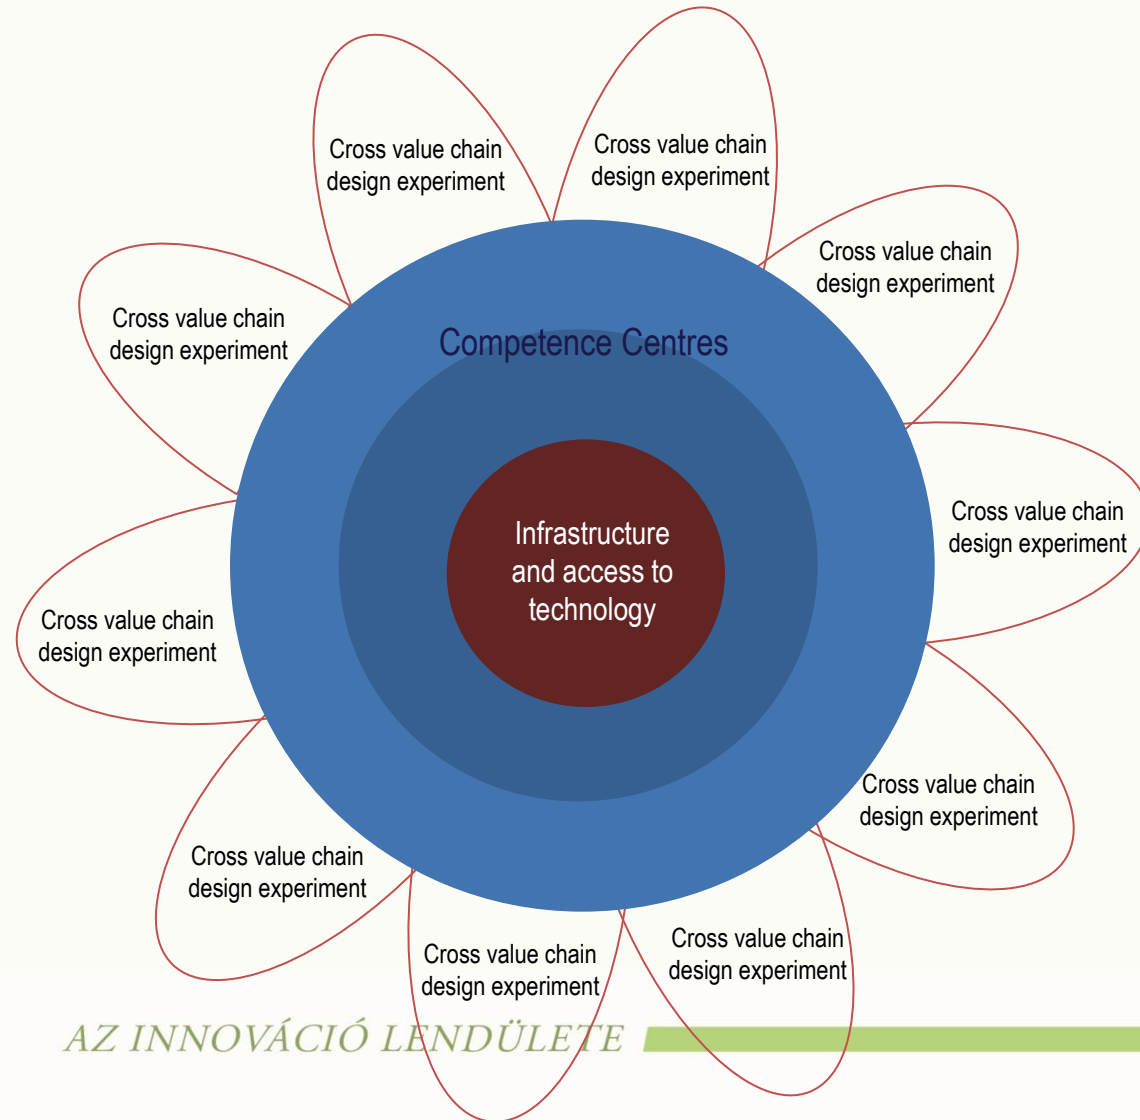 Cross value chain
design experiment
Cross value chain
design experiment
Cross value chain
design experiment
Cross value chain
design experiment
Competence Centres
Cross value chain
design experiment
Infrastructure
and access to
technology
Cross value chain
design experiment
Cross value chain
design experiment
Cross value chain
design experiment
Cross value chain
design experiment
Cross value chain
design experiment
AZ INNOVÁCIÓ LENDÜLETE